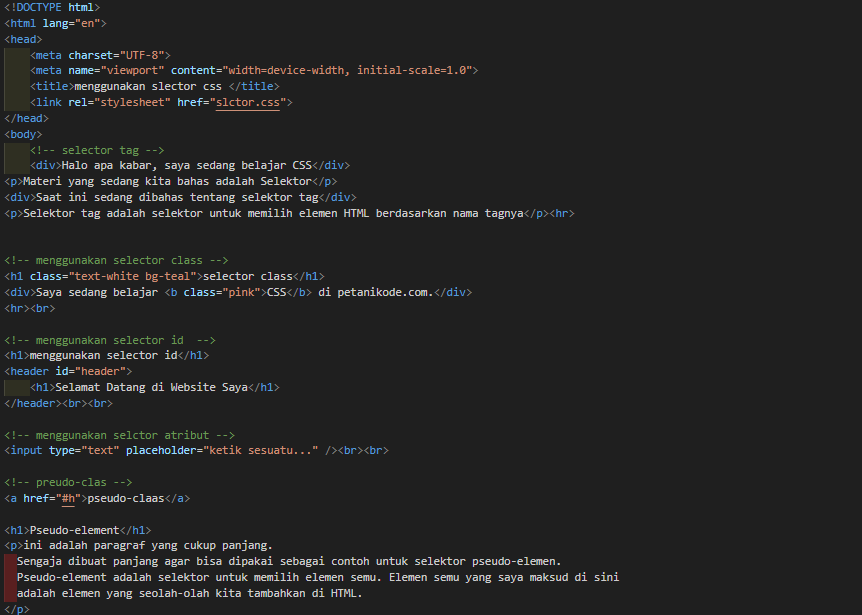 <!DOCTYPE html>
<html lang="en">
<head>
    <meta charset="UTF-8">
    <meta name="viewport" content="width=device-width, initial-scale=1.0">
    <title>menggunakan slector css </title>
    <link rel="stylesheet" href="slctor.css">
</head>
<body>
    <!-- selector tag -->
    <div>Halo apa kabar, saya sedang belajar CSS</div>
<p>Materi yang sedang kita bahas adalah Selektor</p>
<div>Saat ini sedang dibahas tentang selektor tag</div>
<p>Selektor tag adalah selektor untuk memilih elemen HTML berdasarkan nama tagnya</p><hr>
<!-- menggunakan selector class -->
<h1 class="text-white bg-teal">selector class</h1>
<div>Saya sedang belajar <b class="pink">CSS</b> di petanikode.com.</div>
<hr><br>
<!-- menggunakan selector id  -->
<h1>menggunakan selector id</h1>
<header id="header">
    <h1>Selamat Datang di Website Saya</h1>
</header><br><br>
<!-- menggunakan selctor atribut -->
<input type="text" placeholder="ketik sesuatu..." /><br><br>
<!-- preudo-clas -->
<a href="#h">pseudo-claas</a>
<h1>Pseudo-element</h1>
<p>ini adalah paragraf yang cukup panjang.
  Sengaja dibuat panjang agar bisa dipakai sebagai contoh untuk selektor pseudo-elemen.
  Pseudo-element adalah selektor untuk memilih elemen semu. Elemen semu yang saya maksud di sini
  adalah elemen yang seolah-olah kita tambahkan di HTML.
</p>